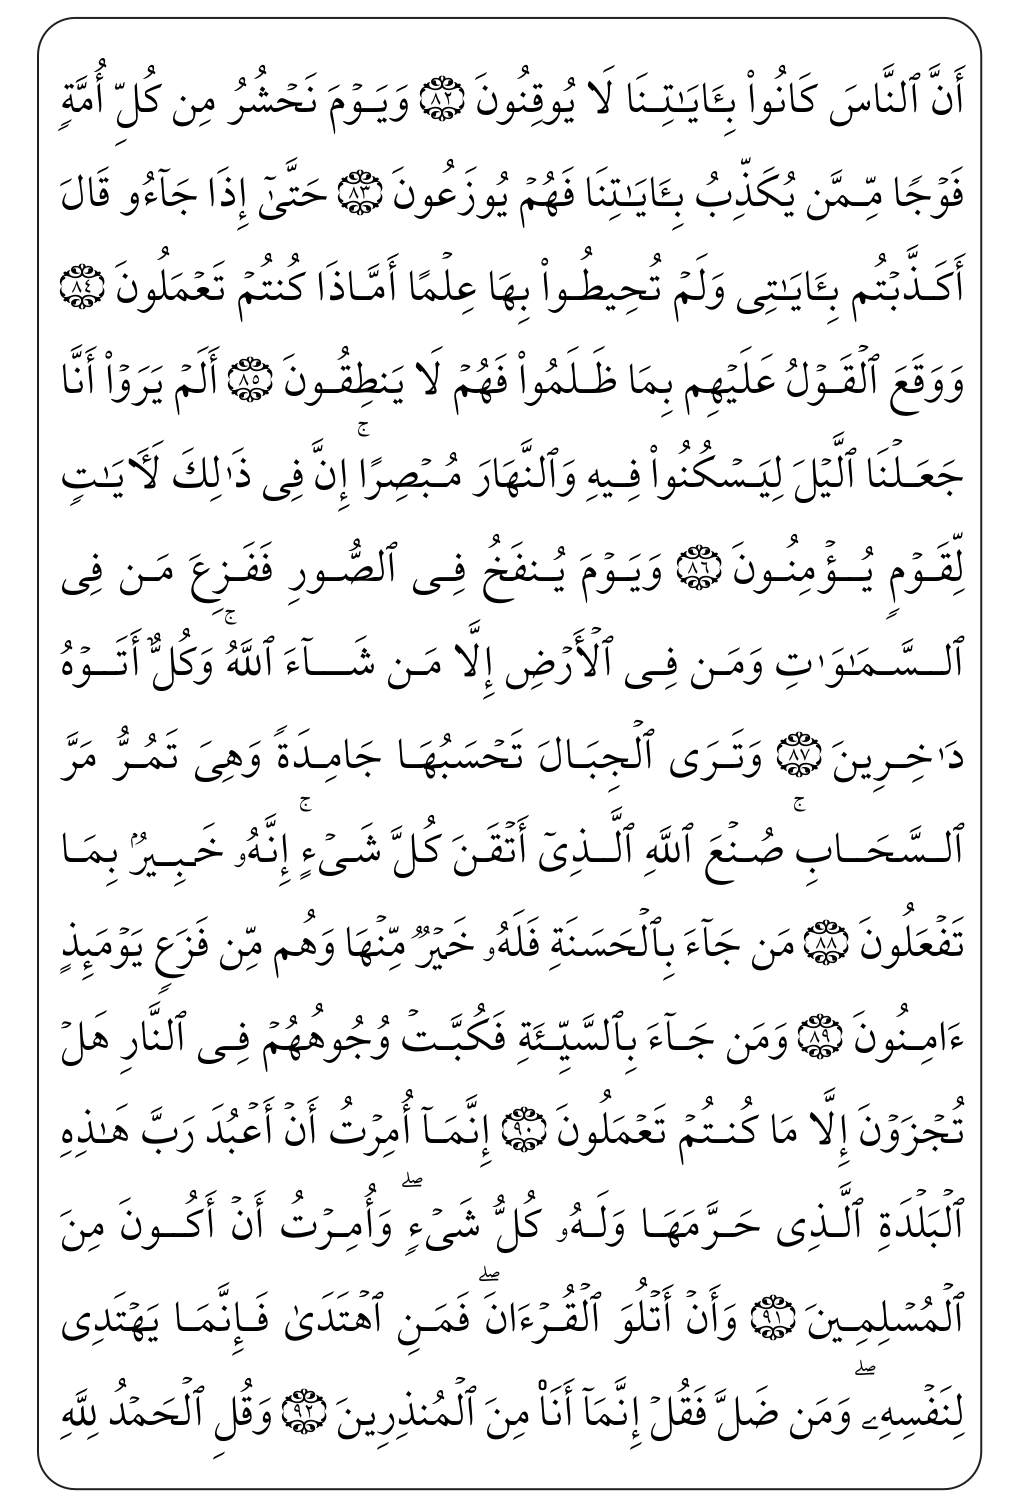 أَنَّ ٱلنَّاسَ كَانُوا۟ بِـَٔايَـٰتِنَا لَا يُوقِنُونَ ٨٢ وَيَوْمَ نَحْشُرُ مِن كُلِّ أُمَّةٍ
فَوْجًا مِّمَّن يُكَذِّبُ بِـَٔايَـٰتِنَا فَهُمْ يُوزَعُونَ ٨٣ حَتَّىٰٓ إِذَا جَآءُو قَالَ
أَكَذَّبْتُم بِـَٔايَـٰتِى وَلَمْ تُحِيطُوا۟ بِهَا عِلْمًا أَمَّاذَا كُنتُمْ تَعْمَلُونَ ٨٤
وَوَقَعَ ٱلْقَوْلُ عَلَيْهِم بِمَا ظَلَمُوا۟ فَهُمْ لَا يَنطِقُونَ ٨٥ أَلَمْ يَرَوْا۟ أَنَّا
جَعَلْنَا ٱلَّيْلَ لِيَسْكُنُوا۟ فِيهِ وَٱلنَّهَارَ مُبْصِرًا ۚ إِنَّ فِى ذَٰلِكَ لَـَٔايَـٰتٍ
لِّقَوْمٍ يُؤْمِنُونَ ٨٦ وَيَوْمَ يُنفَخُ فِى ٱلصُّورِ فَفَزِعَ مَن فِى
ٱلسَّمَـٰوَٰتِ وَمَن فِى ٱلْأَرْضِ إِلَّا مَن شَآءَ ٱللَّهُ ۚ وَكُلٌّ أَتَوْهُ
دَٰخِرِينَ ٨٧ وَتَرَى ٱلْجِبَالَ تَحْسَبُهَا جَامِدَةً وَهِىَ تَمُرُّ مَرَّ
ٱلسَّحَابِ ۚ صُنْعَ ٱللَّهِ ٱلَّذِىٓ أَتْقَنَ كُلَّ شَىْءٍ ۚ إِنَّهُۥ خَبِيرٌۢ بِمَا
تَفْعَلُونَ ٨٨ مَن جَآءَ بِٱلْحَسَنَةِ فَلَهُۥ خَيْرٌ مِّنْهَا وَهُم مِّن فَزَعٍ يَوْمَئِذٍ
ءَامِنُونَ ٨٩ وَمَن جَآءَ بِٱلسَّيِّئَةِ فَكُبَّتْ وُجُوهُهُمْ فِى ٱلنَّارِ هَلْ
تُجْزَوْنَ إِلَّا مَا كُنتُمْ تَعْمَلُونَ ٩٠ إِنَّمَآ أُمِرْتُ أَنْ أَعْبُدَ رَبَّ هَـٰذِهِ
ٱلْبَلْدَةِ ٱلَّذِى حَرَّمَهَا وَلَهُۥ كُلُّ شَىْءٍ ۖ وَأُمِرْتُ أَنْ أَكُونَ مِنَ
ٱلْمُسْلِمِينَ ٩١ وَأَنْ أَتْلُوَ ٱلْقُرْءَانَ ۖ فَمَنِ ٱهْتَدَىٰ فَإِنَّمَا يَهْتَدِى
لِنَفْسِهِۦ ۖ وَمَن ضَلَّ فَقُلْ إِنَّمَآ أَنَا۠ مِنَ ٱلْمُنذِرِينَ ٩٢ وَقُلِ ٱلْحَمْدُ لِلَّهِ